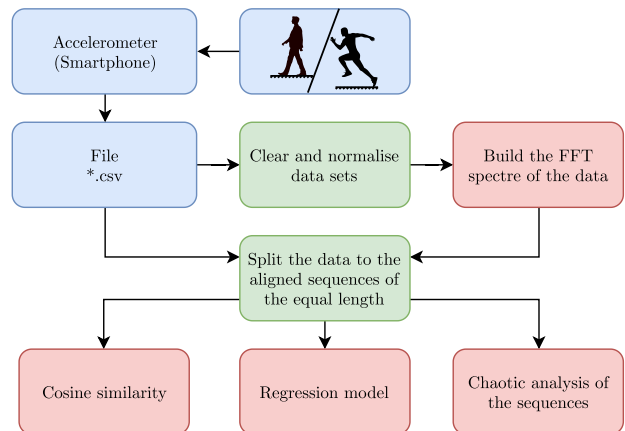 Accelerometer
(Smartphone)
File
*.csv
Clear and normalise
data sets
Build the FFT
spectre of the data
Split the data to the
aligned sequences of
the equal length
Cosine similarity
Regression model
Chaotic analysis of
the sequences